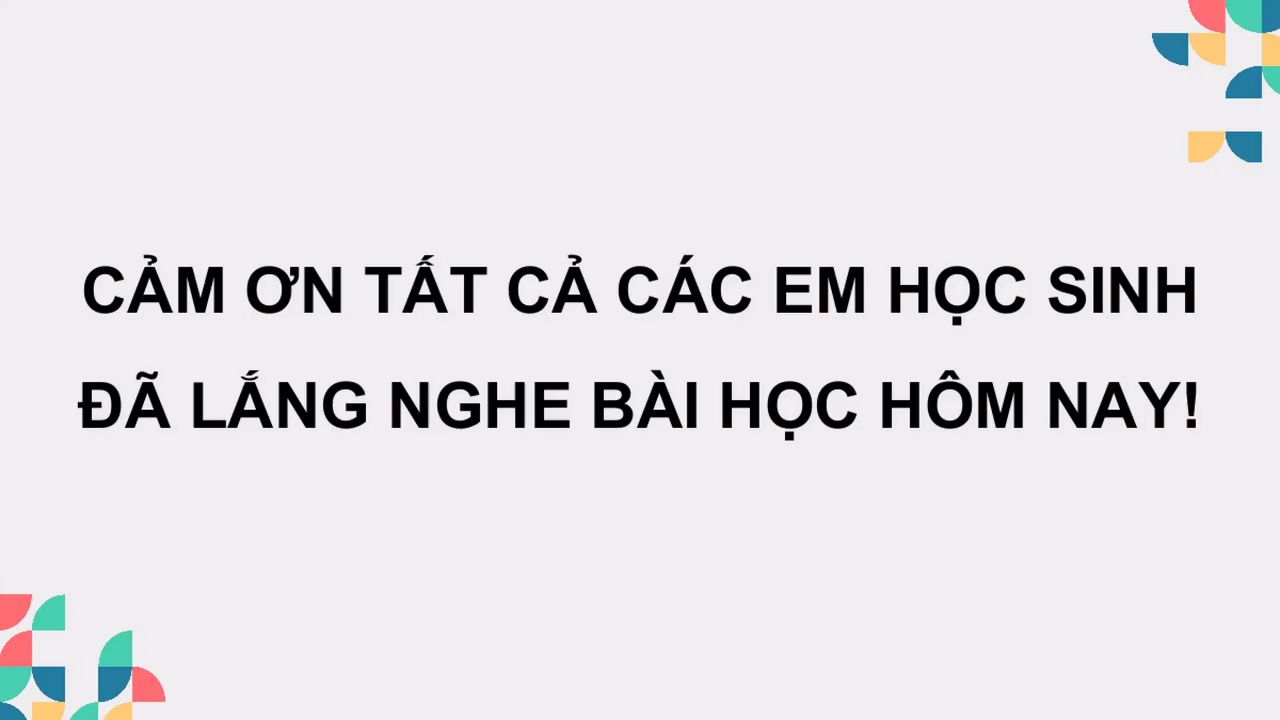 CẢM ƠN TẤT CẢ CÁC EM HỌC SINH
ĐÃ LẮNG NGHE BÀI HỌC HÔM NAY!